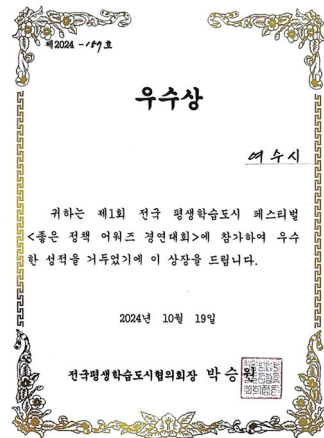 제2024 - 157 호
우수상
여수시
귀하는 제1회 전국 평생학습도시 페스티벌
<좋은 정책 어워즈 경연대회>에 참가하여 우수
한 성적을 거두었기에 이 상장을 드립니다.
2024년 10월 19일
전국평생학습도시협의회장 박승원